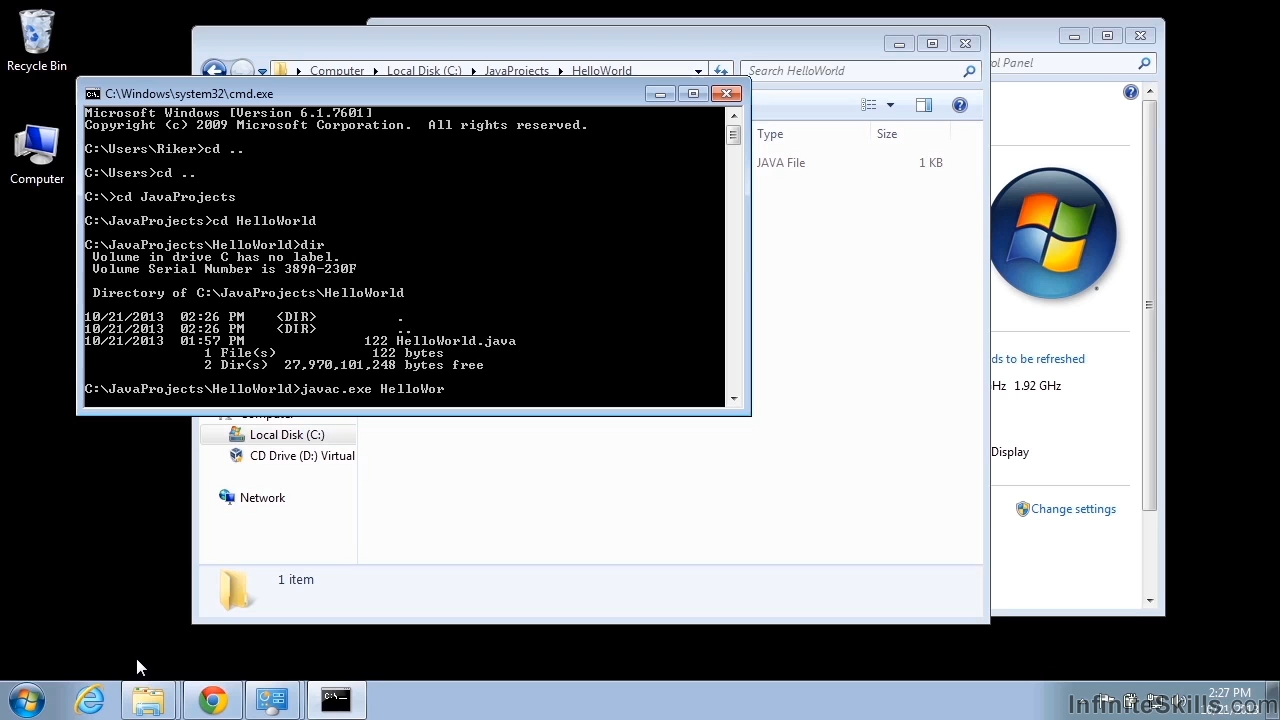 Recycle Bin
Computer
Computer
Local Disk (C:)
JavaProjects
HelloWorld
Search HelloWorld
ol Panel
C:\Windows\system32\cmd.exe
Microsoft Windows [Version 6.1.7601]
Copyright (c) 2009 Microsoft Corporation.  All rights reserved.
C:\Users\Riker>cd ..
C:\Users>cd ..
C:\>cd JavaProjects
C:\JavaProjects>cd HelloWorld
C:\JavaProjects\HelloWorld>dir
Volume in drive C has no label.
Volume Serial Number is 389A-230F
Directory of C:\JavaProjects\HelloWorld
10/21/2013  02:26 PM    <DIR>          .
10/21/2013  02:26 PM    <DIR>          ..
10/21/2013  01:57 PM               122 HelloWorld.java
1 File(s)            122 bytes
2 Dir(s)  27,970,101,248 bytes free
C:\JavaProjects\HelloWorld>javac.exe HelloWor
Type
Size
JAVA File
1 KB
ds to be refreshed
Hz 1.92 GHz
Display
Change settings
Local Disk (C:)
CD Drive (D:) Virtual
Network
1 item
2:27 PM
InfiniteSkills.com